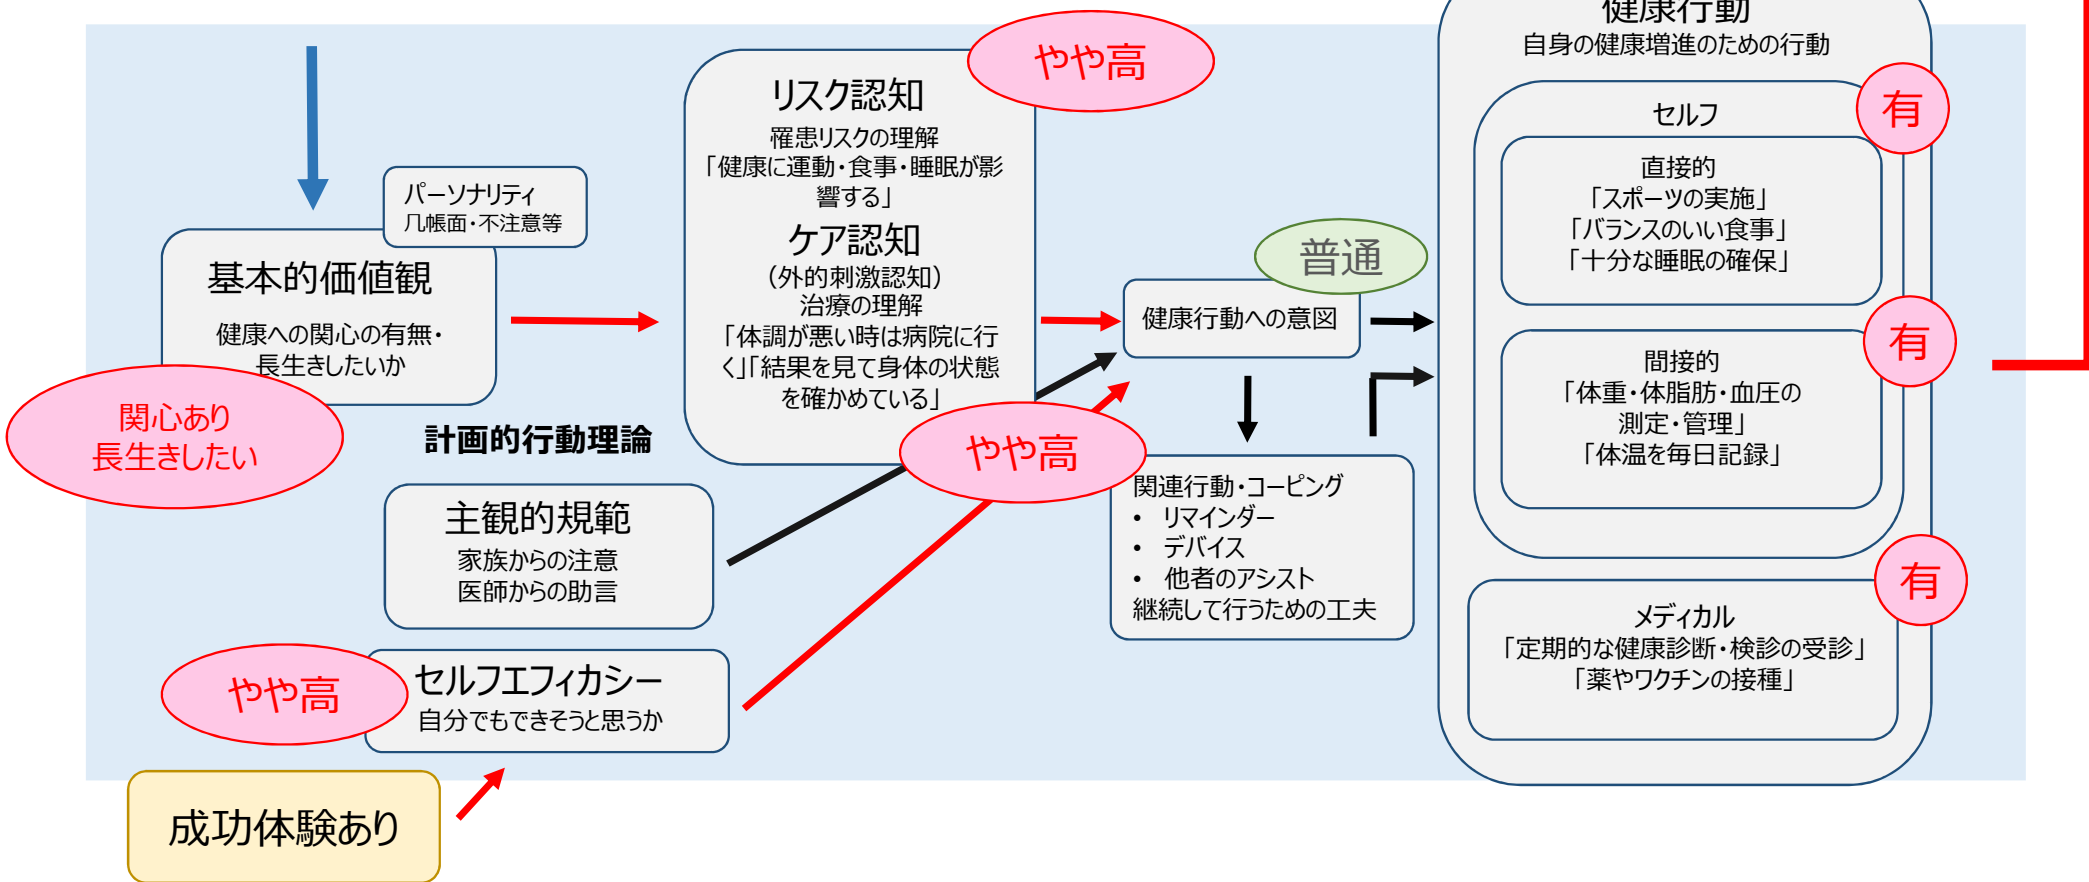 健康行動
自身の健康増進のための行動
やや高
リスク認知
罹患リスクの理解
「健康に運動・食事・睡眠が影
響する」
ケア認知
（外的刺激認知）
治療の理解
「体調が悪い時は病院に行
く」「結果を見て身体の状態
を確かめている」
パーソナリティ
几帳面・不注意等
基本的価値観
健康への関心の有無・
長生きしたいか
関心あり
長生きしたい
計画的行動理論
主観的規範
家族からの注意
医師からの助言
やや高
セルフエフィカシー
自分でもできそうと思うか
成功体験あり
やや高
普通
健康行動への意図
関連行動・コーピング
• リマインダー
• デバイス
• 他者のアシスト
継続して行うための工夫
セルフ
有
直接的
「スポーツの実施」
「バランスのいい食事」
「十分な睡眠の確保」
有
間接的
「体重・体脂肪・血圧の
測定・管理」
「体温を毎日記録」
有
メディカル
「定期的な健康診断・検診の受診」
「薬やワクチンの接種」